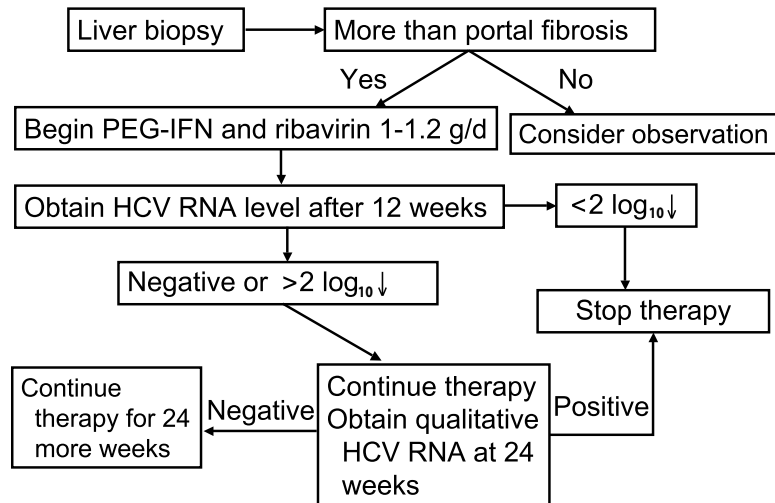 Liver biopsy
More than portal fibrosis
Yes
No
Begin PEG-IFN and ribavirin 1-1.2 g/d
Consider observation
Obtain HCV RNA level after 12 weeks
<2 log₁₀↓
Negative or >2 log₁₀↓
Stop therapy
Continue
therapy for 24
more weeks
Negative
Continue therapy
Obtain qualitative
HCV RNA at 24
weeks
Positive